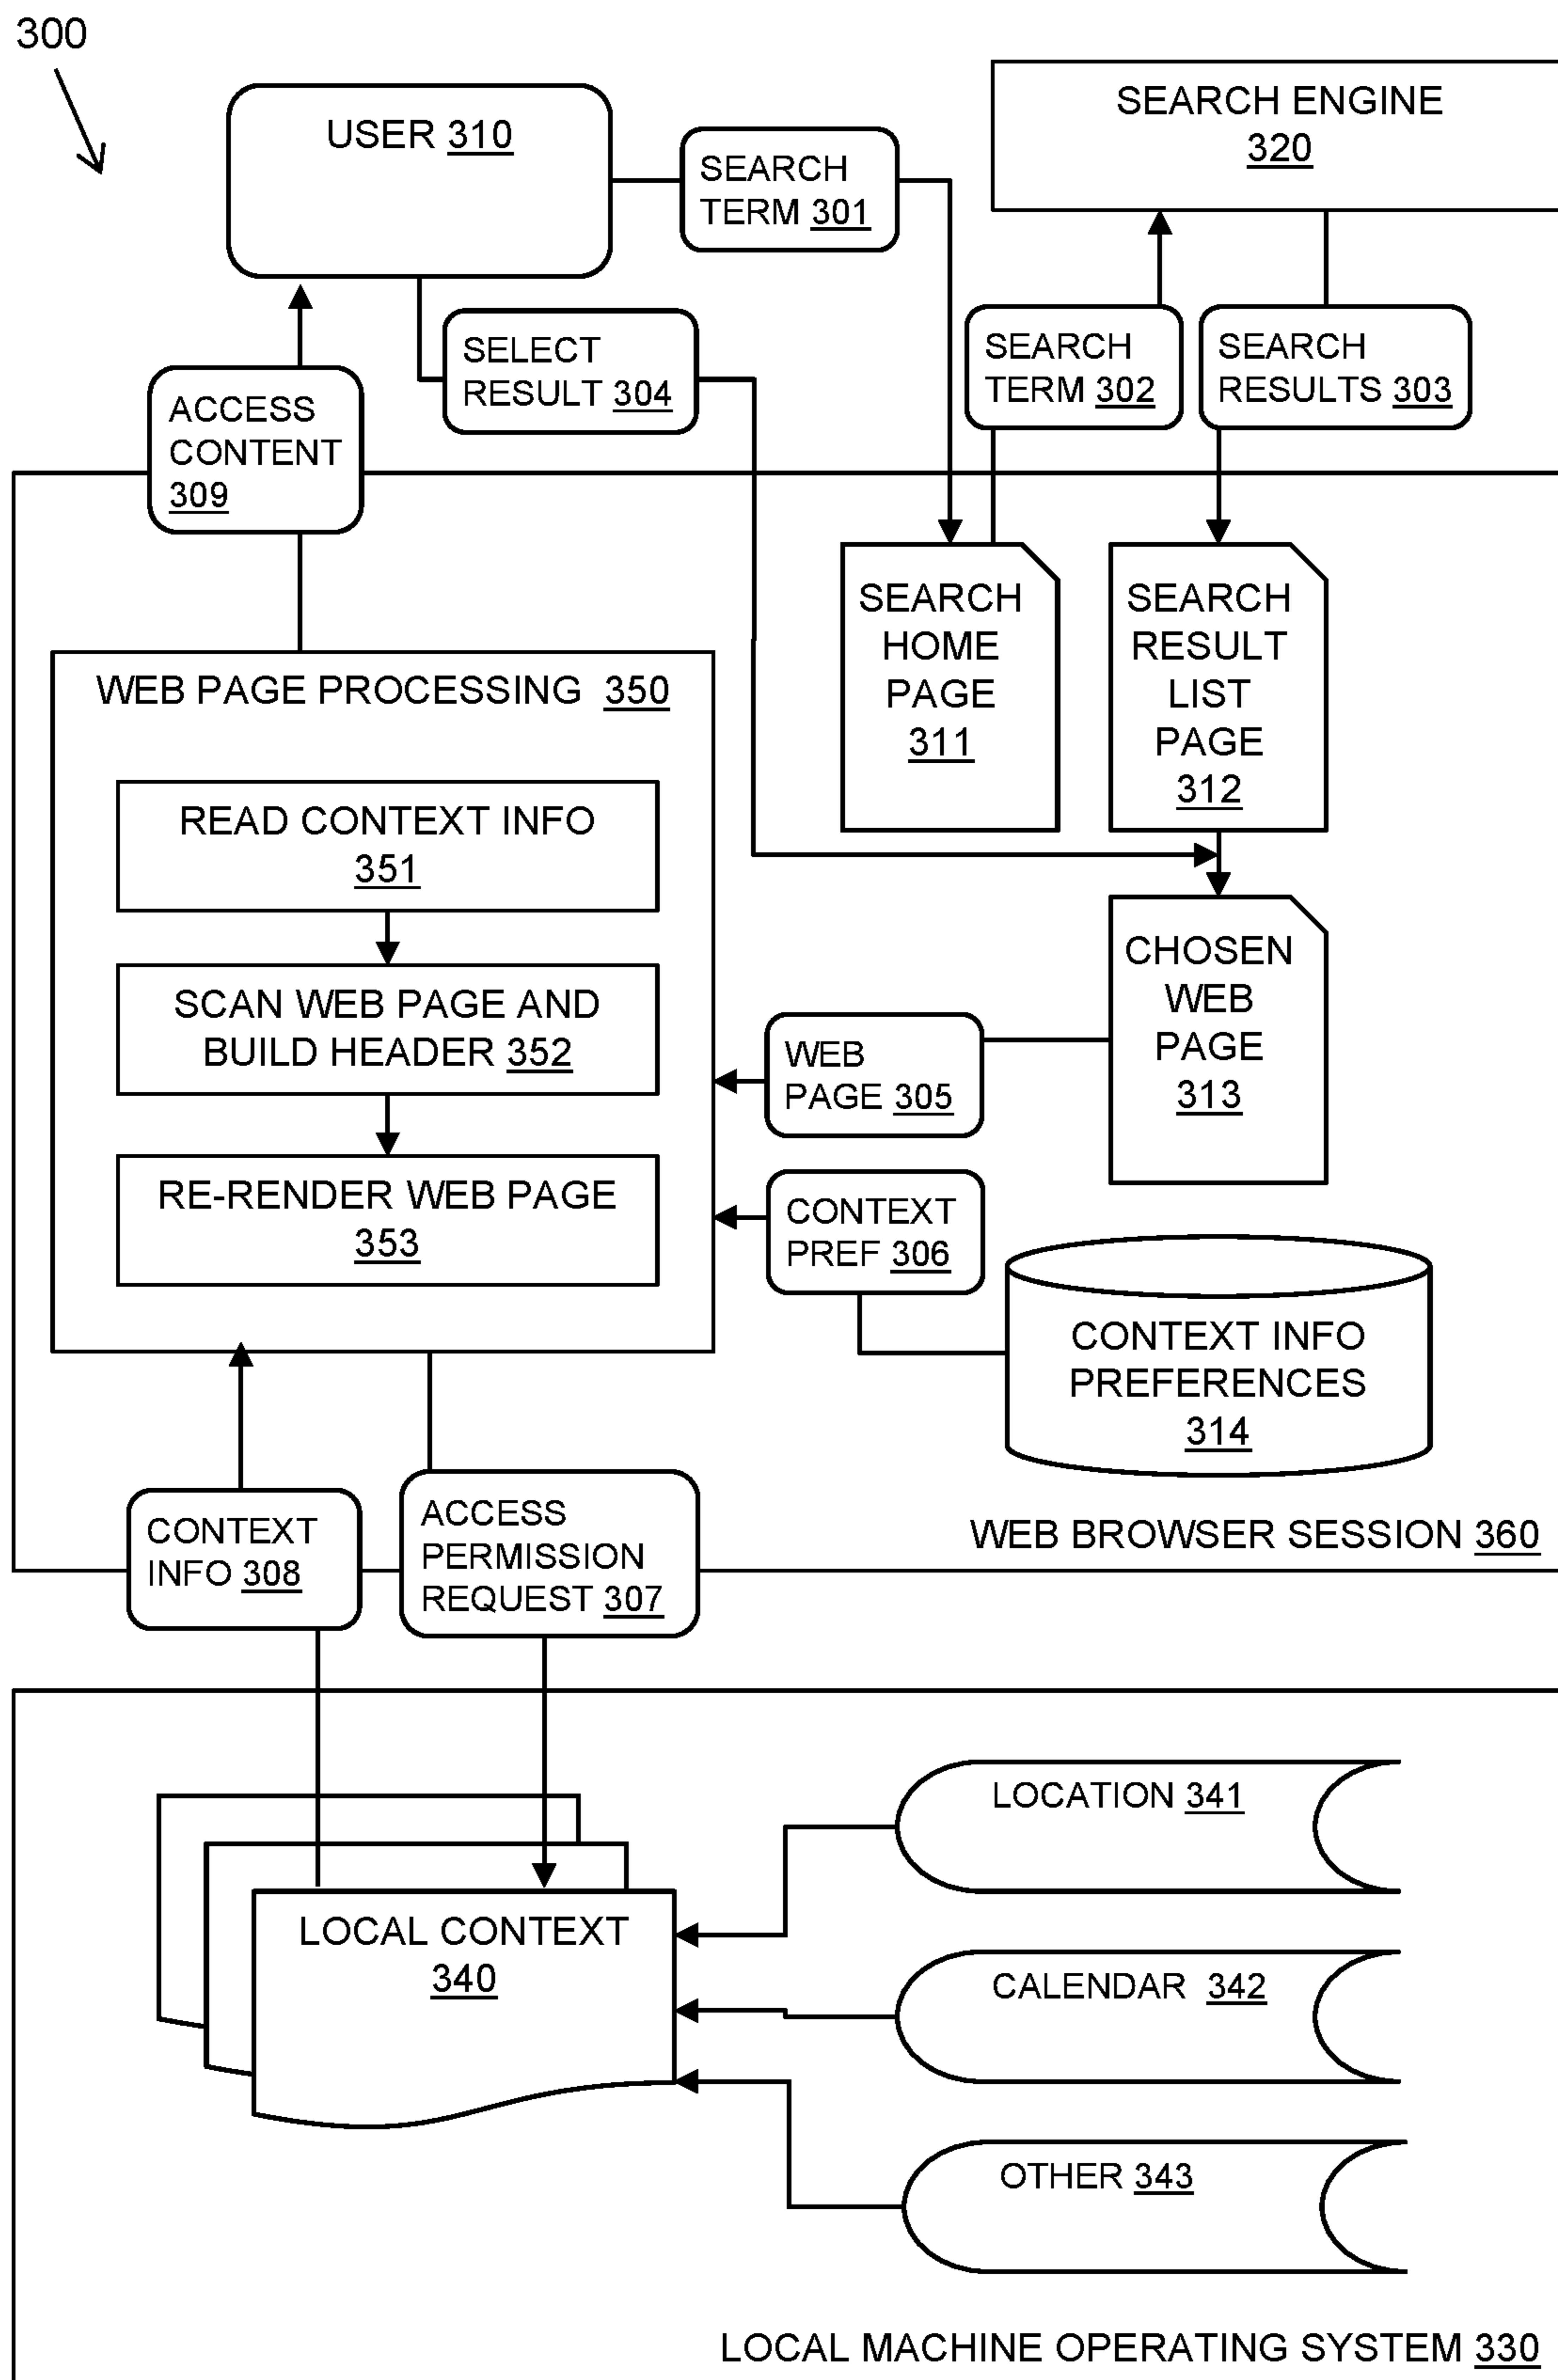 300
USER 310
SEARCH
TERM 301
SEARCH ENGINE
320
SELECT
RESULT 304
SEARCH
TERM 302
SEARCH
RESULTS 303
ACCESS
CONTENT
309
SEARCH
HOME
PAGE
311
SEARCH
RESULT
LIST
PAGE
312
WEB PAGE PROCESSING 350
READ CONTEXT INFO
351
SCAN WEB PAGE AND
BUILD HEADER 352
RE-RENDER WEB PAGE
353
CHOSEN
WEB
PAGE
313
WEB
PAGE 305
CONTEXT
PREF 306
CONTEXT INFO
PREFERENCES
314
CONTEXT
INFO 308
ACCESS
PERMISSION
REQUEST 307
WEB BROWSER SESSION 360
LOCAL CONTEXT
340
LOCATION 341
CALENDAR 342
OTHER 343
LOCAL MACHINE OPERATING SYSTEM 330